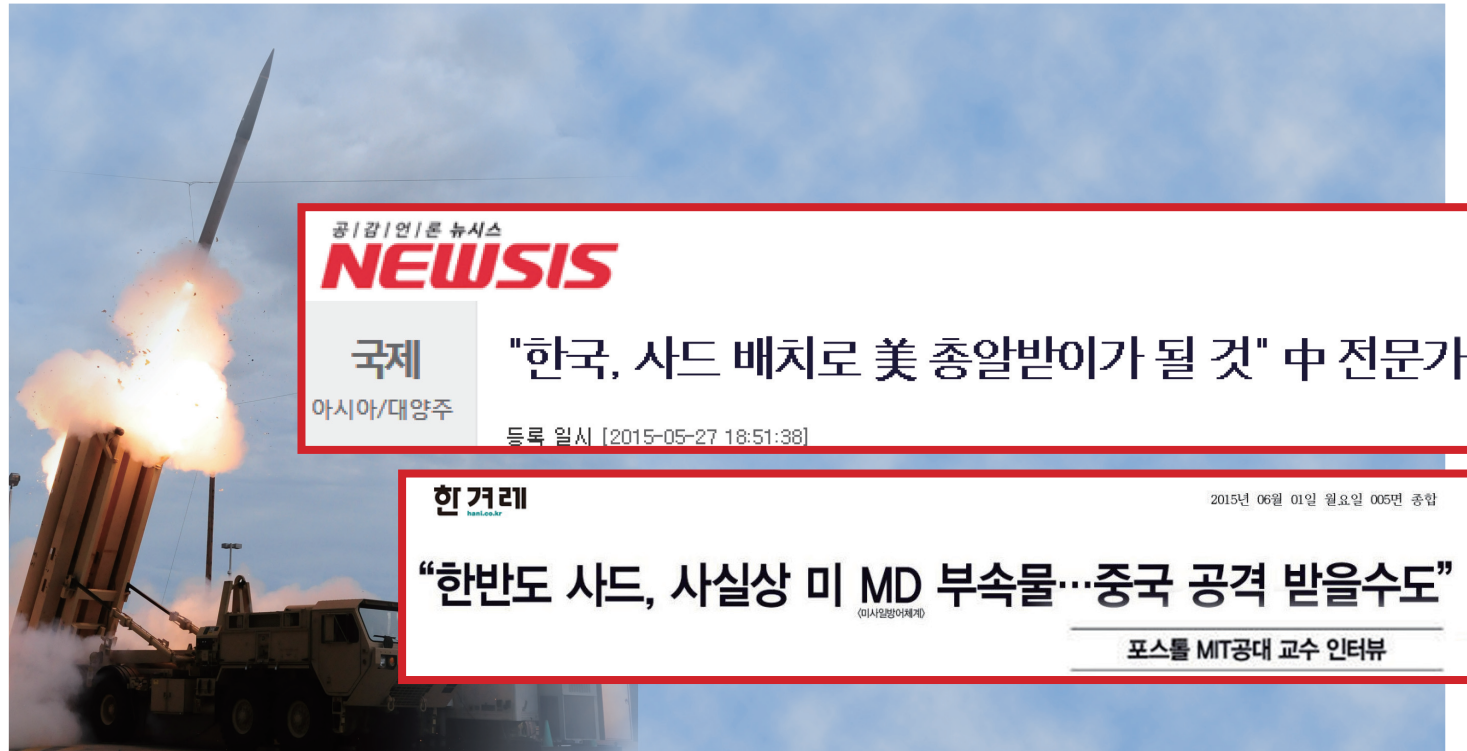 공|감|언|론 뉴시스
NEWSIS
국제
아시아/대양주
"한국, 사드 배치로 美 총알받이가 될 것" 中 전문가
등록 일시 [2015-05-27 18:51:38]
한겨레
hani.co.kr
2015년 06월 01일 월요일 005면 종합
“한반도 사드, 사실상 미 MD 부속물…중국 공격 받을수도”
(미사일방어체계)
포스톨 MIT공대 교수 인터뷰